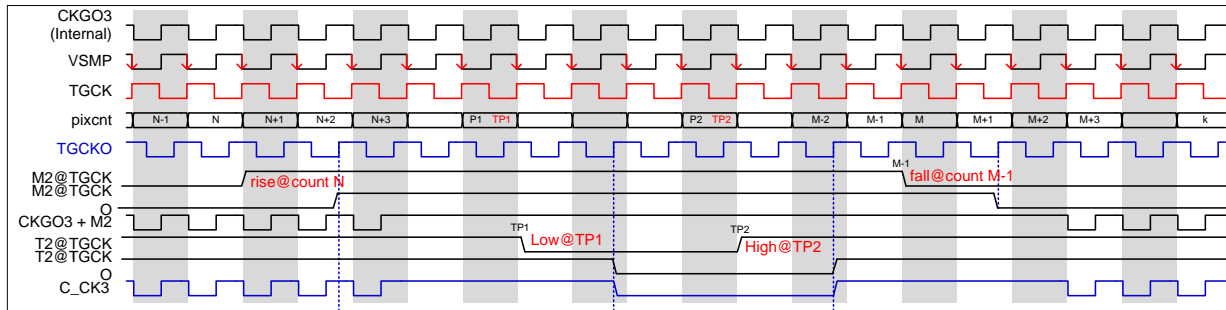 CKGO3
(Internal)
VSMP
TGCK
pixcnt N-1 N N+1 N+2 N+3 P1 TP1 P2 TP2 M-2 M-1 M M+1 M+2 M+3 k
TGCKO
M-1
M2@TGCK rise@count N fall@count M-1
M2@TGCK
O
CKGO3 + M2
TP1 TP2
T2@TGCK Low@TP1 High@TP2
T2@TGCK
O
C_CK3